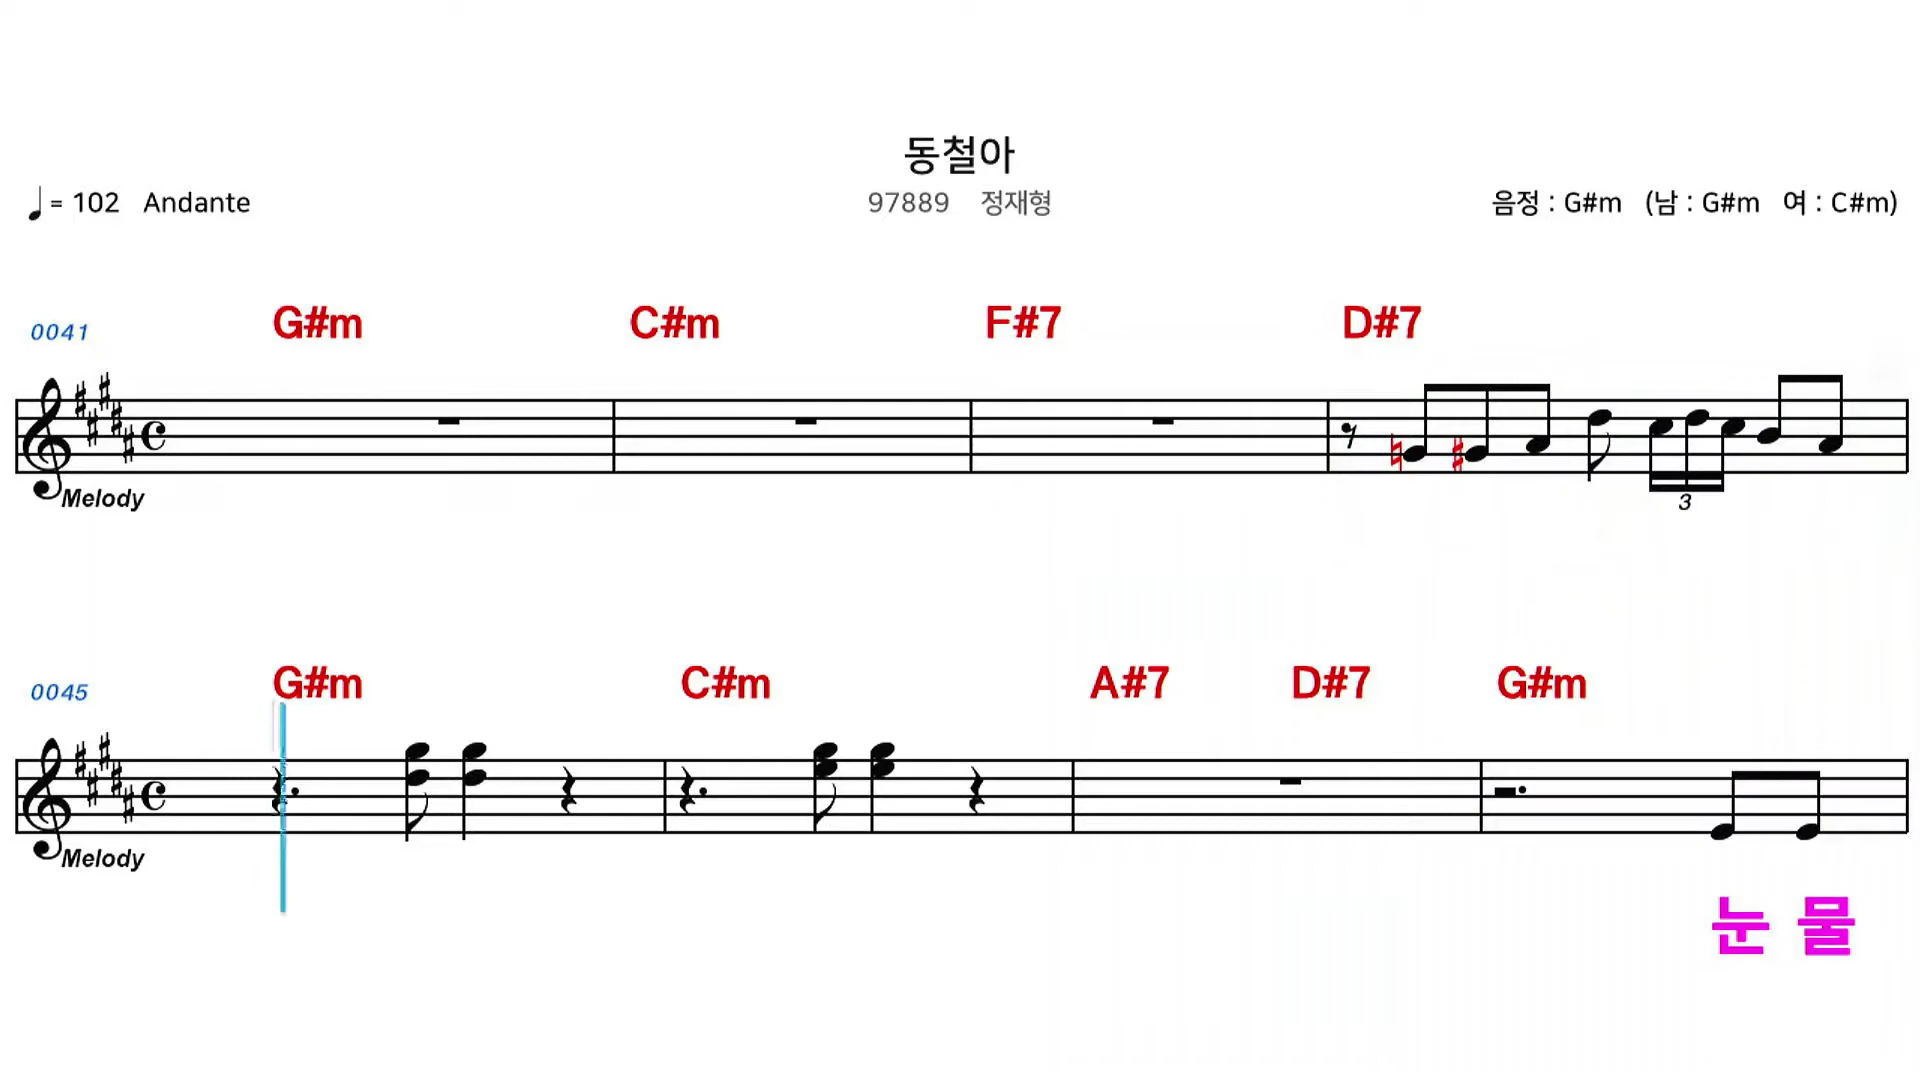 동철아
= 102 Andante
97889 정재형
음정 : G#m (남 : G#m 여 : C#m)
0041 G#m C#m F#7 D#7
Melody
3
0045 G#m C#m A#7 D#7 G#m
Melody
눈 물